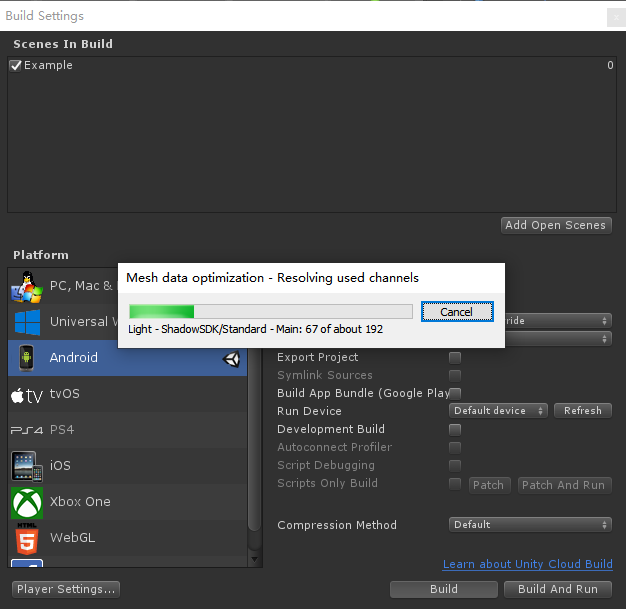 Build Settings
Scenes In Build
Example 0
Add Open Scenes
Platform
PC, Mac &
Mesh data optimization - Resolving used channels
Cancel
Light - ShadowSDK/Standard - Main: 67 of about 192
Universal
ride
Android
Export Project
Symlink Sources
tvOS
Build App Bundle (Google Play
Run Device Default device Refresh
PS4
Development Build
Autoconnect Profiler
iOS
Script Debugging
Scripts Only Build Patch Patch And Run
Xbox One
Compression Method Default
HTML
WebGL
Learn about Unity Cloud Build
Player Settings...
Build
Build And Run